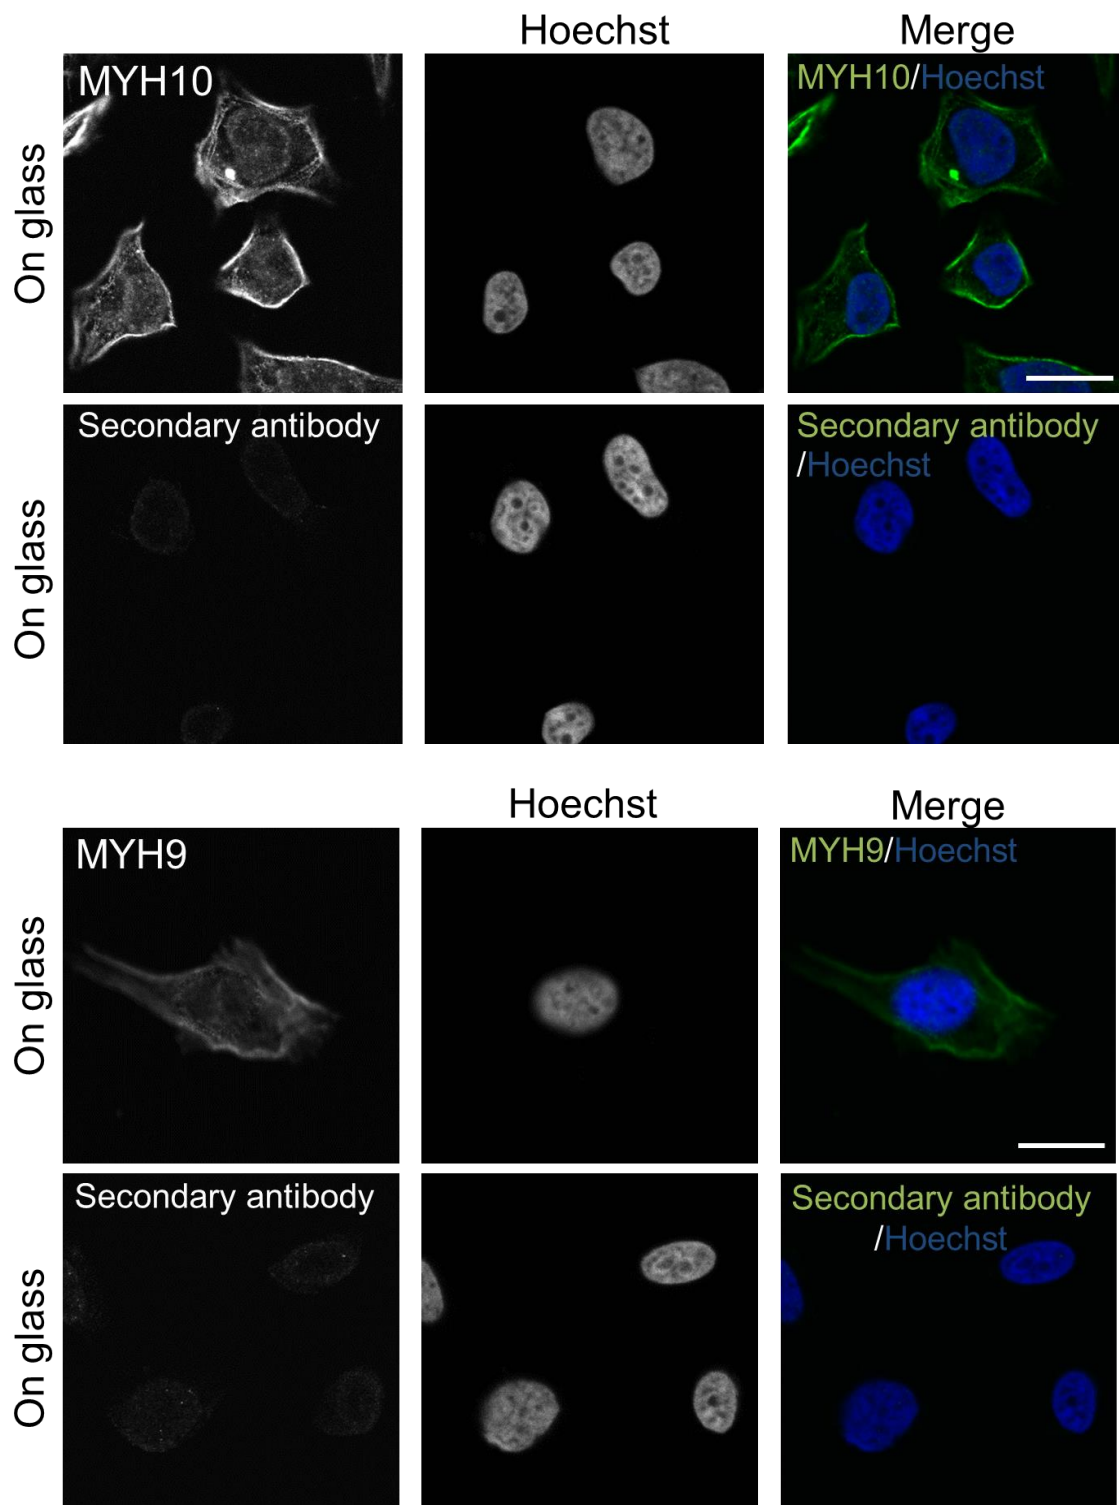 Hoechst
Merge
On glass
MYH10
MYH10/Hoechst
On glass
Secondary antibody
Secondary antibody
/Hoechst
Hoechst
Merge
On glass
MYH9
MYH9/Hoechst
On glass
Secondary antibody
Secondary antibody
/Hoechst